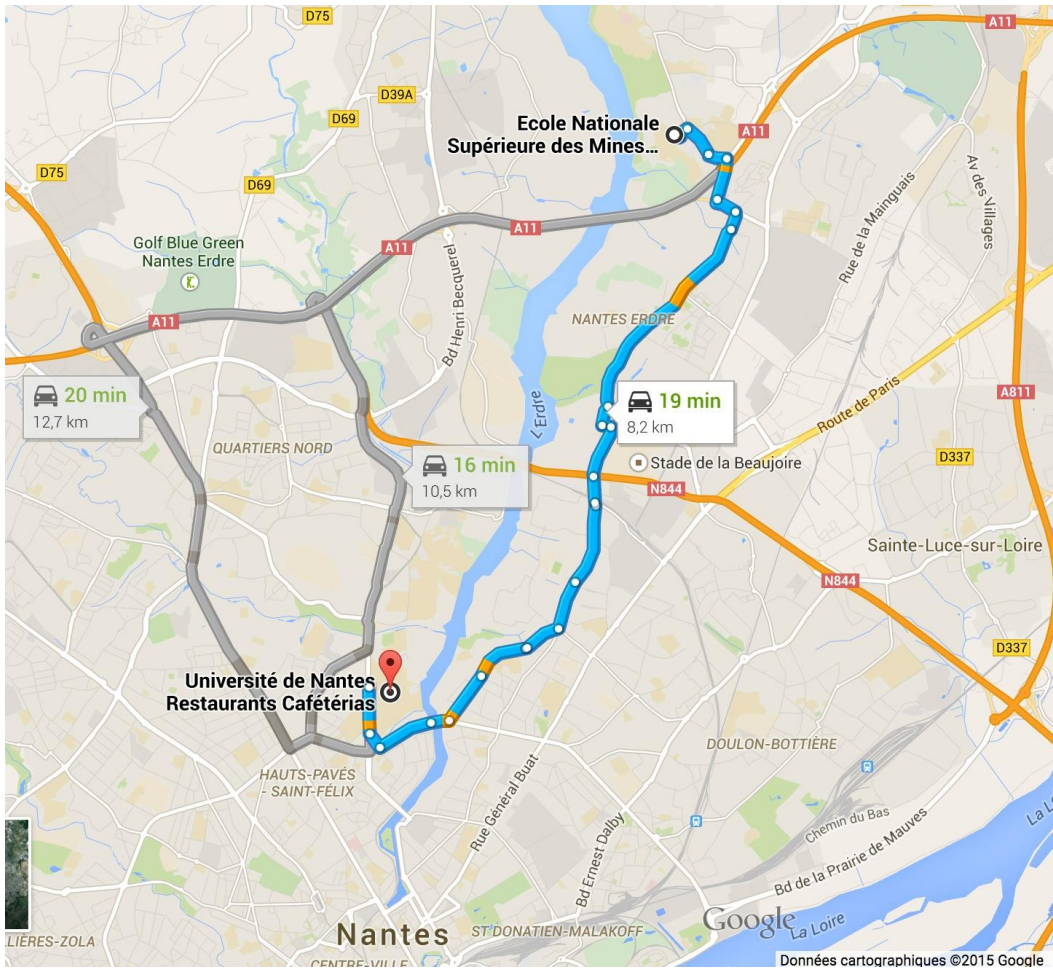 D75
A11
D39A
D69
Ecole Nationale
Supérieure des Mines…
A11
D75
D69
Rue de la Mainguais
Av des Villages
A11
A11
Golf Blue Green
Nantes Erdre
A11
Bd Henri Becquerel
NANTES ERDRE
20 min
12,7 km
19 min
8,2 km
Route de Paris
A811
L'Erdre
QUARTIERS NORD
16 min
10,5 km
Stade de la Beaujoire
D337
N844
Sainte-Luce-sur-Loire
N844
D337
Université de Nantes
Restaurants Cafétérias
DOULON-BOTTIÈRE
HAUTS-PAVÉS
- SAINT-FÉLIX
Rue Général Buat
Bd Ernest Dalby
Chemin du Bas
Bd de la Prairie de Mauves
La Lo
Google
La Loire
Nantes
ST DONATIEN-MALAKOFF
LLIÈRES-ZOLA
CENTRE-VILLE
Données cartographiques ©2015 Google